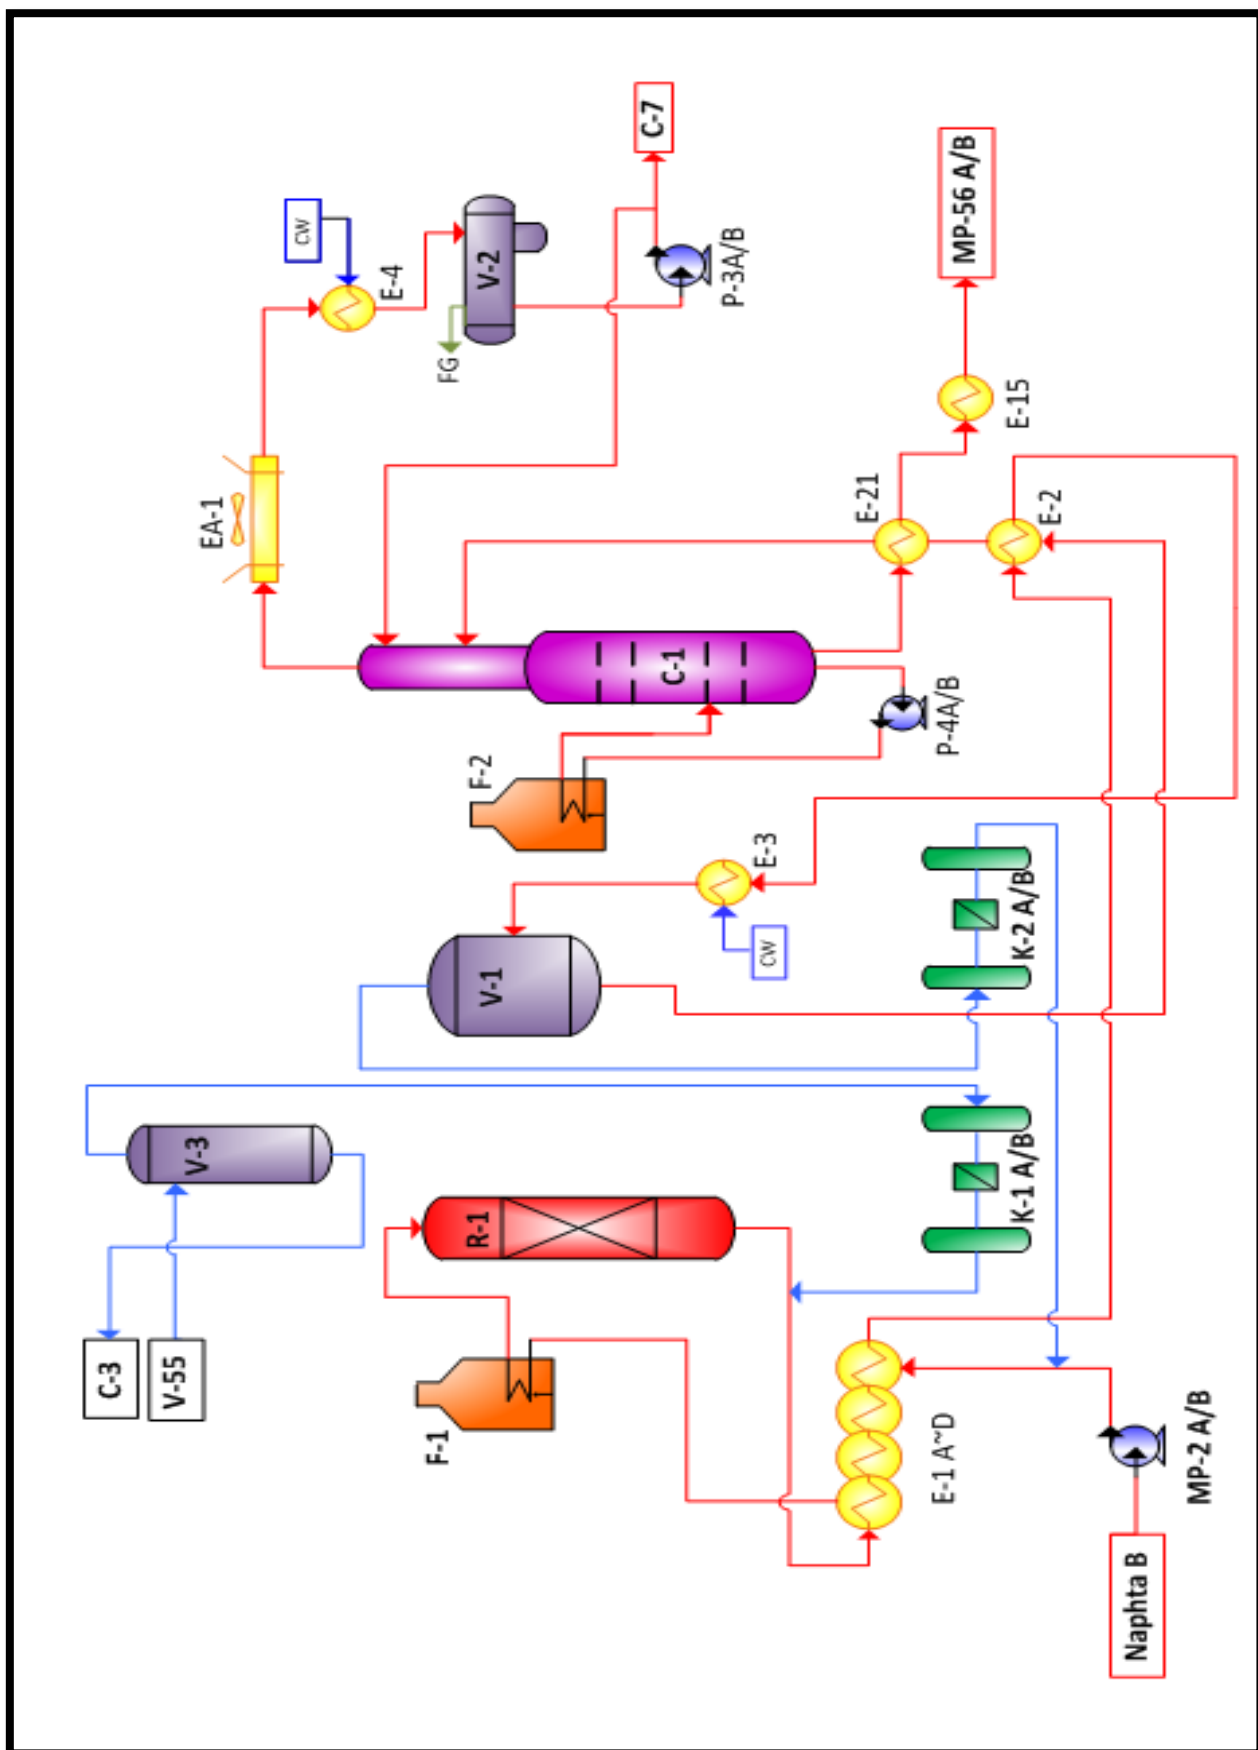 C-3
V-55
V-3
EA-1
CW
E-4
V-2
FG
C-7
P-3A/B
F-1
R-1
V-1
F-2
C-1
E-3
CW
P-4A/B
E-21
E-15
MP-56 A/B
E-2
E-1 A~D
K-1 A/B
K-2 A/B
Naphta B
MP-2 A/B